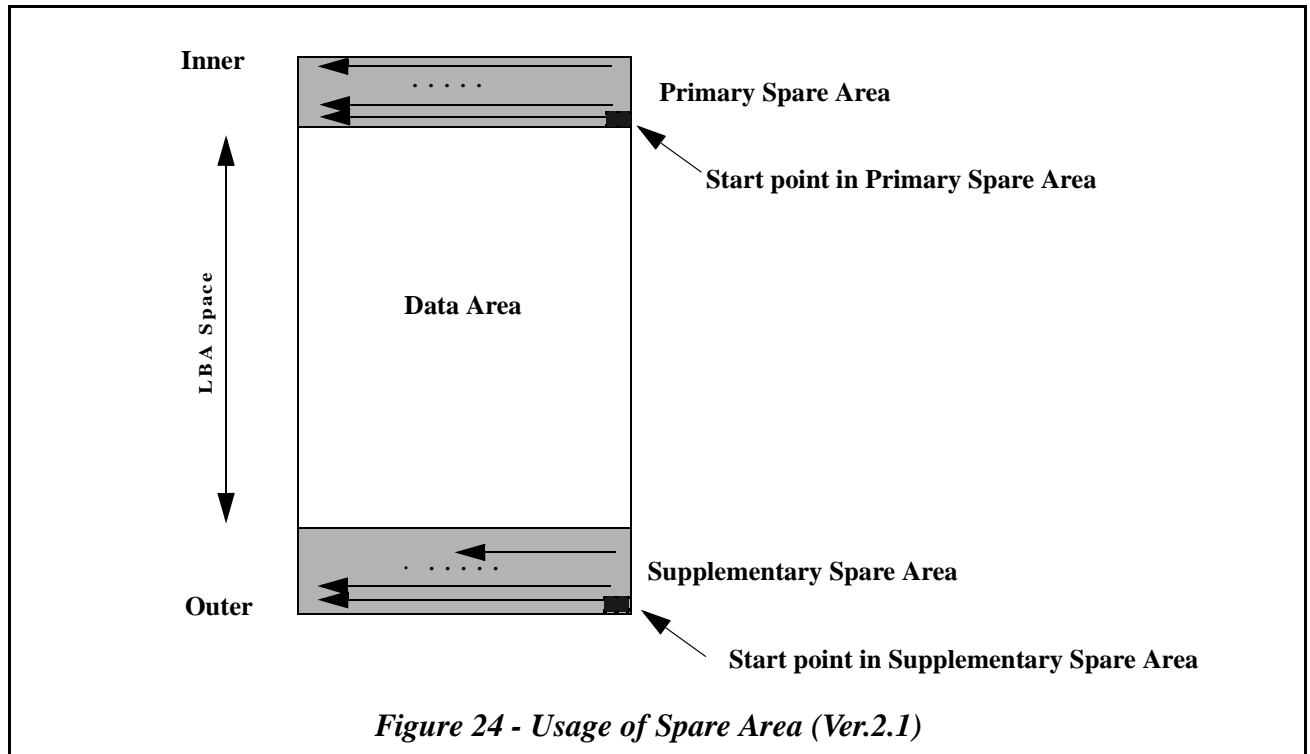 Inner
Primary Spare Area
Start point in Primary Spare Area
LBA Space
Data Area
Supplementary Spare Area
Outer
Start point in Supplementary Spare Area
Figure 24 - Usage of Spare Area (Ver.2.1)